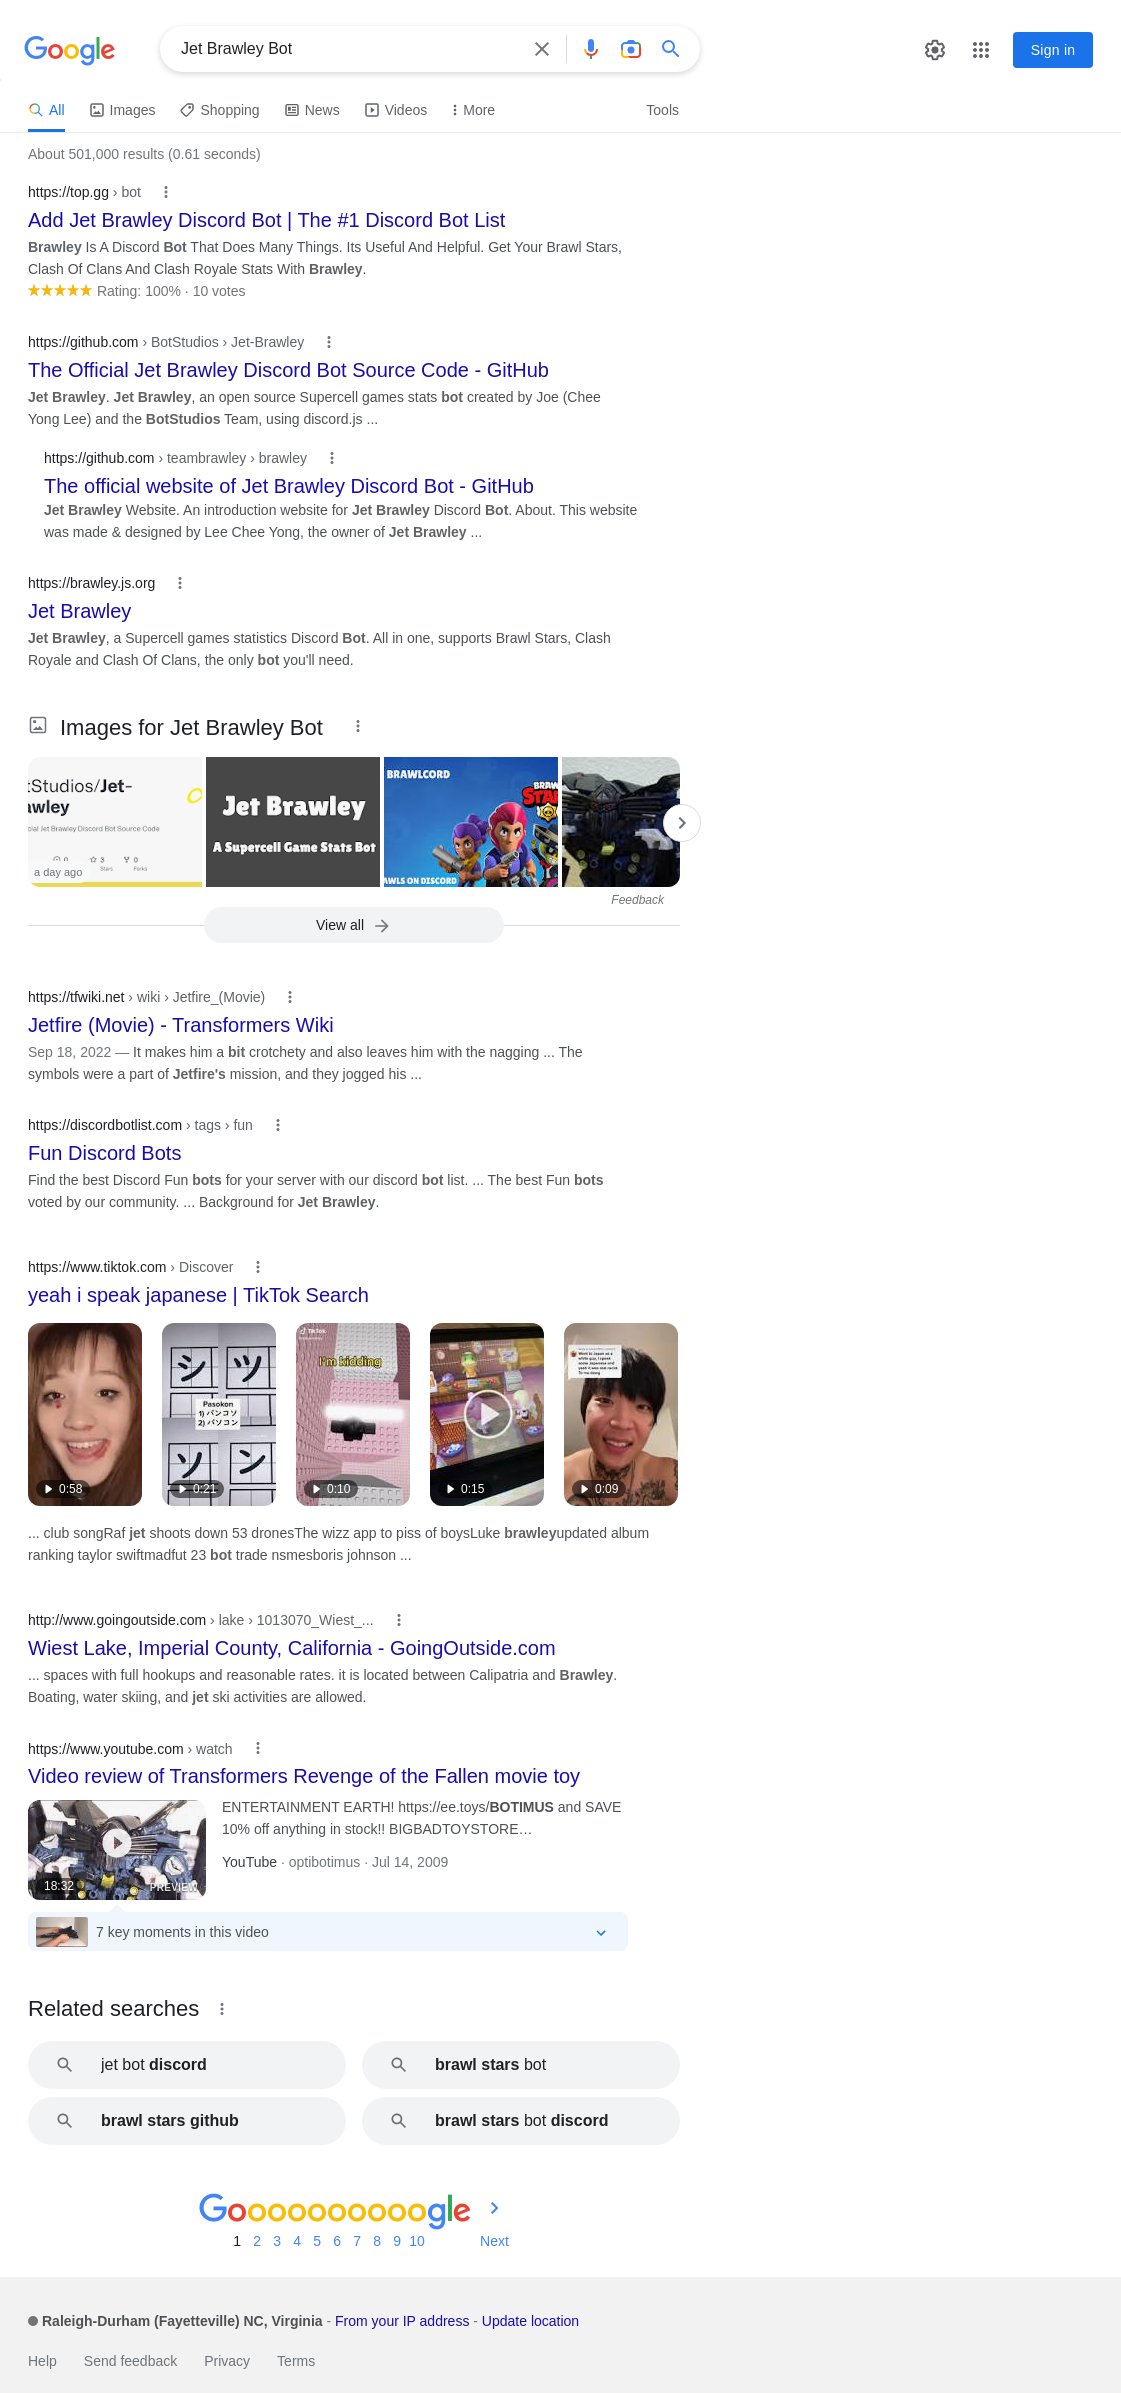 Google
Jet Brawley Bot
Sign in
All
Images
Shopping
News
Videos
More
Tools
About 501,000 results (0.61 seconds)
https://top.gg › bot
Add Jet Brawley Discord Bot | The #1 Discord Bot List
Brawley Is A Discord Bot That Does Many Things. Its Useful And Helpful. Get Your Brawl Stars,
Clash Of Clans And Clash Royale Stats With Brawley.
Rating: 100% · 10 votes
https://github.com › BotStudios › Jet-Brawley
The Official Jet Brawley Discord Bot Source Code - GitHub
Jet Brawley. Jet Brawley, an open source Supercell games stats bot created by Joe (Chee
Yong Lee) and the BotStudios Team, using discord.js ...
https://github.com › teambrawley › brawley
The official website of Jet Brawley Discord Bot - GitHub
Jet Brawley Website. An introduction website for Jet Brawley Discord Bot. About. This website
was made & designed by Lee Chee Yong, the owner of Jet Brawley ...
https://brawley.js.org
Jet Brawley
Jet Brawley, a Supercell games statistics Discord Bot. All in one, supports Brawl Stars, Clash
Royale and Clash Of Clans, the only bot you'll need.
Images for Jet Brawley Bot
tStudios/Jet-
awley
cial Jet Brawley Discord Bot Source Code
0
3
0
Stars
Forks
a day ago
Jet Brawley
A Supercell Game Stats Bot
BRAWLCORD
BRAW
STA
AWLS ON DISCORD
Feedback
View all
https://tfwiki.net › wiki › Jetfire_(Movie)
Jetfire (Movie) - Transformers Wiki
Sep 18, 2022 — It makes him a bit crotchety and also leaves him with the nagging ... The
symbols were a part of Jetfire's mission, and they jogged his ...
https://discordbotlist.com › tags › fun
Fun Discord Bots
Find the best Discord Fun bots for your server with our discord bot list. ... The best Fun bots
voted by our community. ... Background for Jet Brawley.
https://www.tiktok.com › Discover
yeah i speak japanese | TikTok Search
シ ツ
Pasokon
1) パンコソ
2) パソコン
ソ ン
TikTok
I'm kidding
0:58
0:21
0:10
0:15
0:09
... club songRaf jet shoots down 53 dronesThe wizz app to piss of boysLuke brawleyupdated album
ranking taylor swiftmadfut 23 bot trade nsmesboris johnson ...
http://www.goingoutside.com › lake › 1013070_Wiest_...
Wiest Lake, Imperial County, California - GoingOutside.com
... spaces with full hookups and reasonable rates. it is located between Calipatria and Brawley.
Boating, water skiing, and jet ski activities are allowed.
https://www.youtube.com › watch
Video review of Transformers Revenge of the Fallen movie toy
18:32
PREVIEW
ENTERTAINMENT EARTH! https://ee.toys/BOTIMUS and SAVE
10% off anything in stock!! BIGBADTOYSTORE…
YouTube · optibotimus · Jul 14, 2009
7 key moments in this video
Related searches
jet bot discord
brawl stars bot
brawl stars github
brawl stars bot discord
Goooooooooogle
1 2 3 4 5 6 7 8 9 10 Next
Raleigh-Durham (Fayetteville) NC, Virginia - From your IP address - Update location
Help
Send feedback
Privacy
Terms